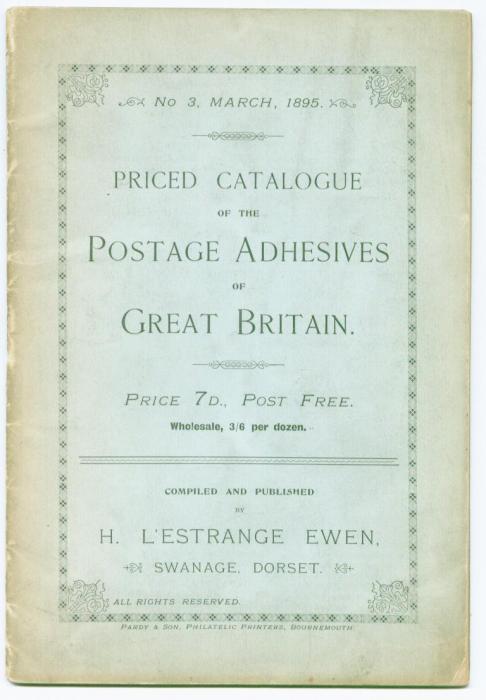 No 3, MARCH, 1895.
PRICED CATALOGUE
OF THE
POSTAGE ADHESIVES
OF
GREAT BRITAIN.
PRICE 7D., POST FREE.
Wholesale, 3/6 per dozen.
COMPILED AND PUBLISHED
BY
H. L'ESTRANGE EWEN,
SWANAGE, DORSET.
ALL RIGHTS RESERVED.
PARDY & SON, PHILATELIC PRINTERS, BOURNEMOUTH.